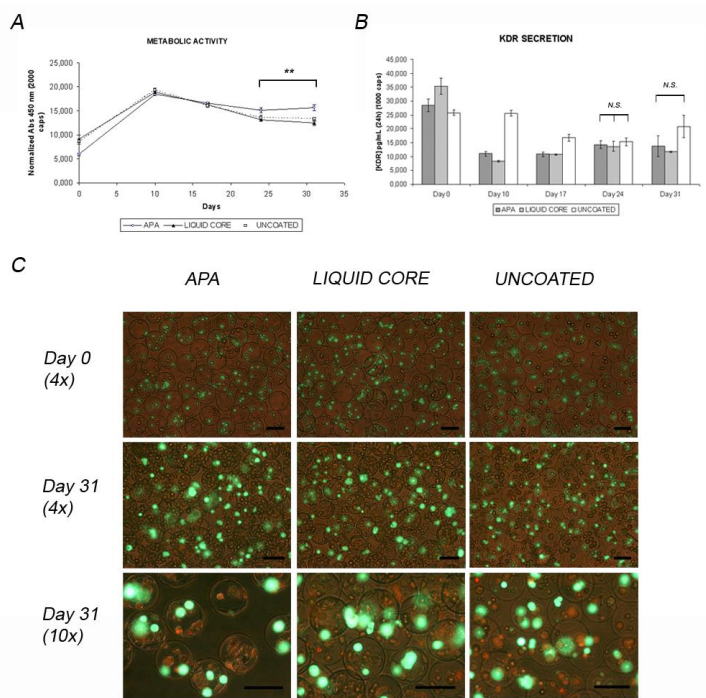 A
METABOLIC ACTIVITY
Normalized Abs 450 nm (2000
caps)
25,000
20,000
15,000
10,000
5,000
0,000
0
5
10
15
20
25
30
35
**
Days
APA
LIQUID CORE
UNCOATED
B
KDR SECRETION
[KDR] pg/mL (24h) (1000 caps)
45,000
40,000
35,000
30,000
25,000
20,000
15,000
10,000
5,000
0,000
N.S.
N.S.
Day 0
Day 10
Day 17
Day 24
Day 31
APA
LIQUID CORE
UNCOATED
C
APA
LIQUID CORE
UNCOATED
Day 0
(4x)
Day 31
(4x)
Day 31
(10x)